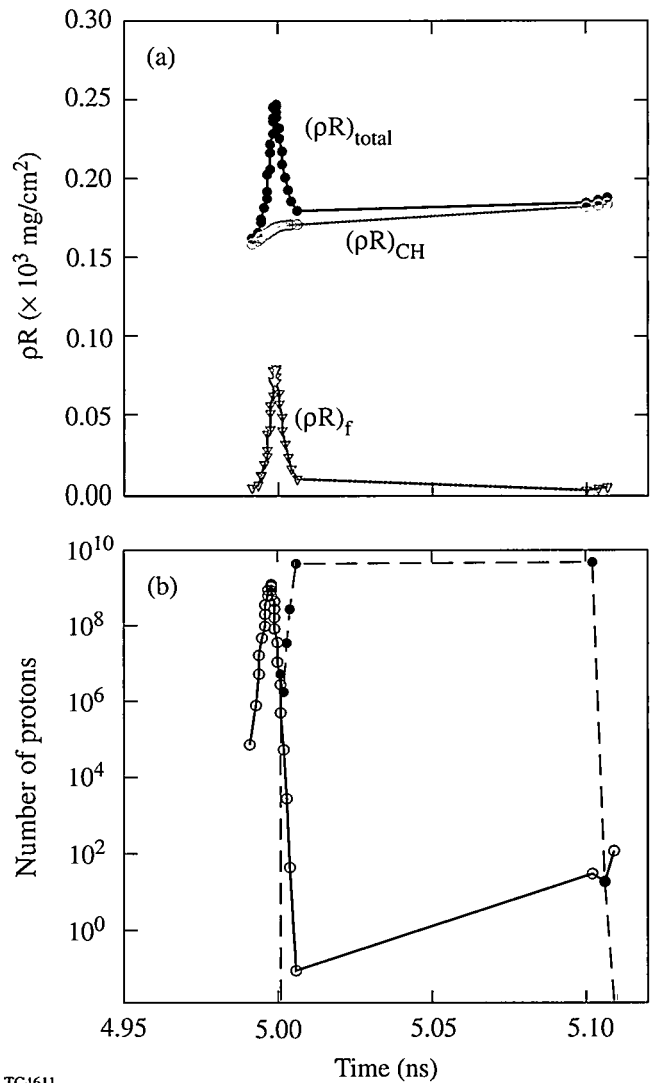 (a)
0.30
0.25
0.20
0.15
0.10
0.05
0.00
ρR (× 10³ mg/cm²)
(ρR)total
(ρR)CH
(ρR)f
(b)
10¹⁰
10⁸
10⁶
10⁴
10²
10⁰
Number of protons
4.95 5.00 5.05 5.10
Time (ns)